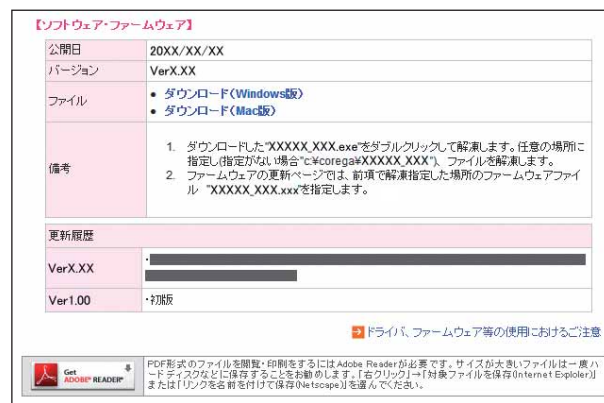 【ソフトウェア・ファームウェア】
公開日 20XX/XX/XX
バージョン VerX.XX
ファイル
• ダウンロード(Windows版)
• ダウンロード(Mac版)
備考
1. ダウンロードした"XXXXX_XXX.exe"をダブルクリックして解凍します。任意の場所に
指定し(指定がない場合"c:¥corega¥XXXXX_XXX")、ファイルを解凍します。
2. ファームウェアの更新ページでは、前項で解凍指定した場所のファームウェアファイ
ル "XXXXX_XXX.xxx"を指定します。
更新履歴
VerX.XX ・
Ver1.00 ・初版
ドライバ、ファームウェア等の使用におけるご注意
Get
ADOBE® READER®
PDF形式のファイルを閲覧・印刷をするにはAdobe Readerが必要です。サイズが大きいファイルは一度ハ
ードディスクなどに保存することをお勧めします。「右クリック」→「対象ファイルを保存(Internet Exploler)」
または「リンクを名前を付けて保存(Netscape)」を選んでください。